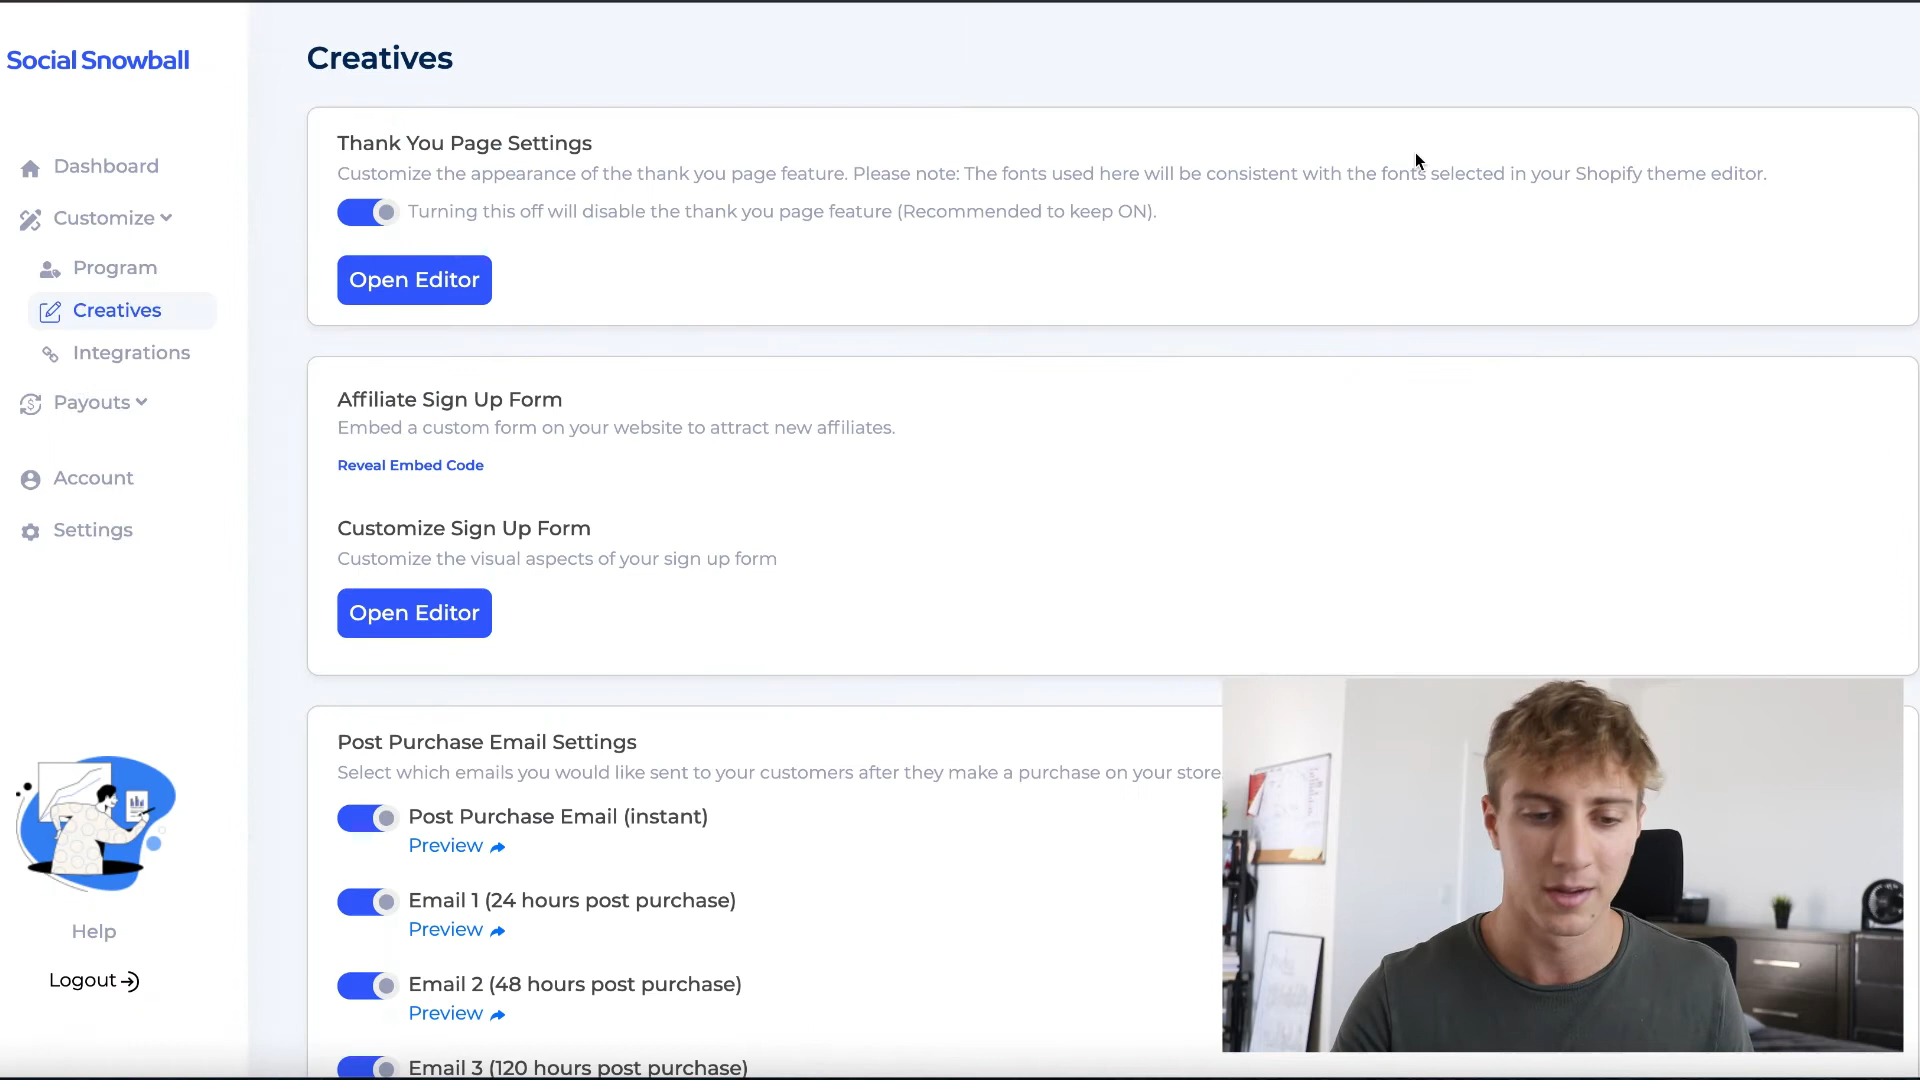 Social Snowball
Dashboard
Customize
Program
Creatives
Integrations
Payouts
Account
Settings
Help
Logout
Creatives
Thank You Page Settings
Customize the appearance of the thank you page feature. Please note: The fonts used here will be consistent with the fonts selected in your Shopify theme editor.
Turning this off will disable the thank you page feature (Recommended to keep ON).
Open Editor
Affiliate Sign Up Form
Embed a custom form on your website to attract new affiliates.
Reveal Embed Code
Customize Sign Up Form
Customize the visual aspects of your sign up form
Open Editor
Post Purchase Email Settings
Select which emails you would like sent to your customers after they make a purchase on your store
Post Purchase Email (instant)
Preview
Email 1 (24 hours post purchase)
Preview
Email 2 (48 hours post purchase)
Preview
Email 3 (120 hours post purchase)